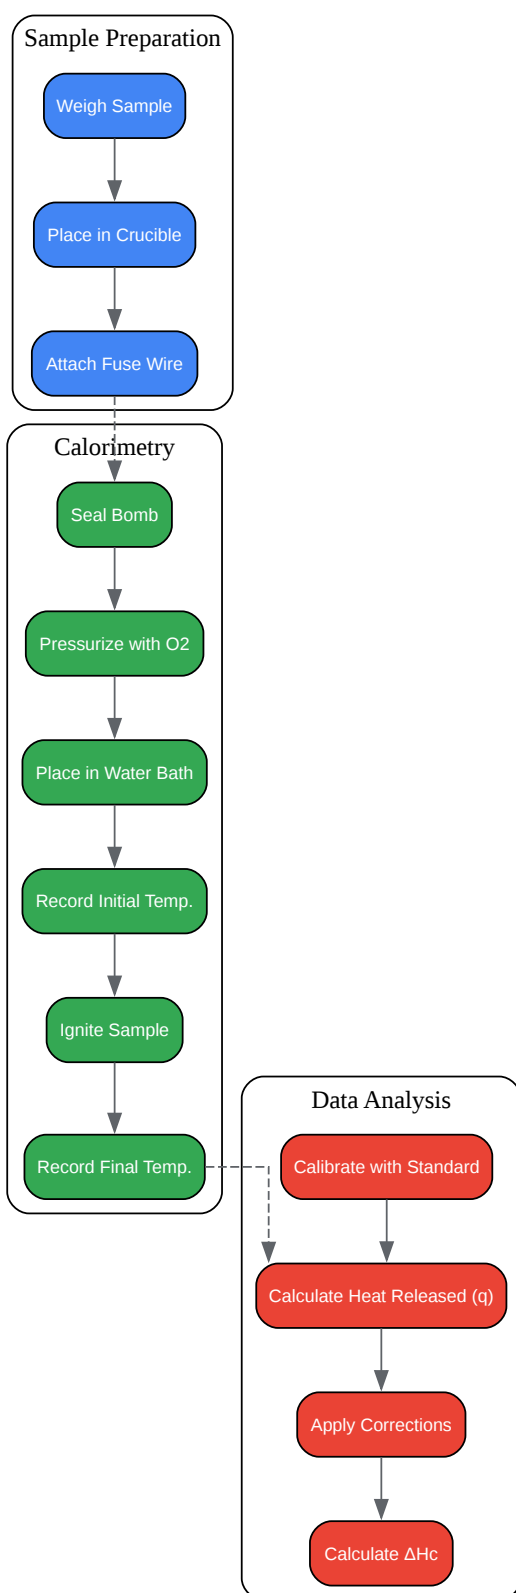 Sample Preparation
Weigh Sample
Place in Crucible
Attach Fuse Wire
Calorimetry
Seal Bomb
Pressurize with O2
Place in Water Bath
Record Initial Temp.
Ignite Sample
Record Final Temp.
Data Analysis
Calibrate with Standard
Calculate Heat Released (q)
Apply Corrections
Calculate ΔHc